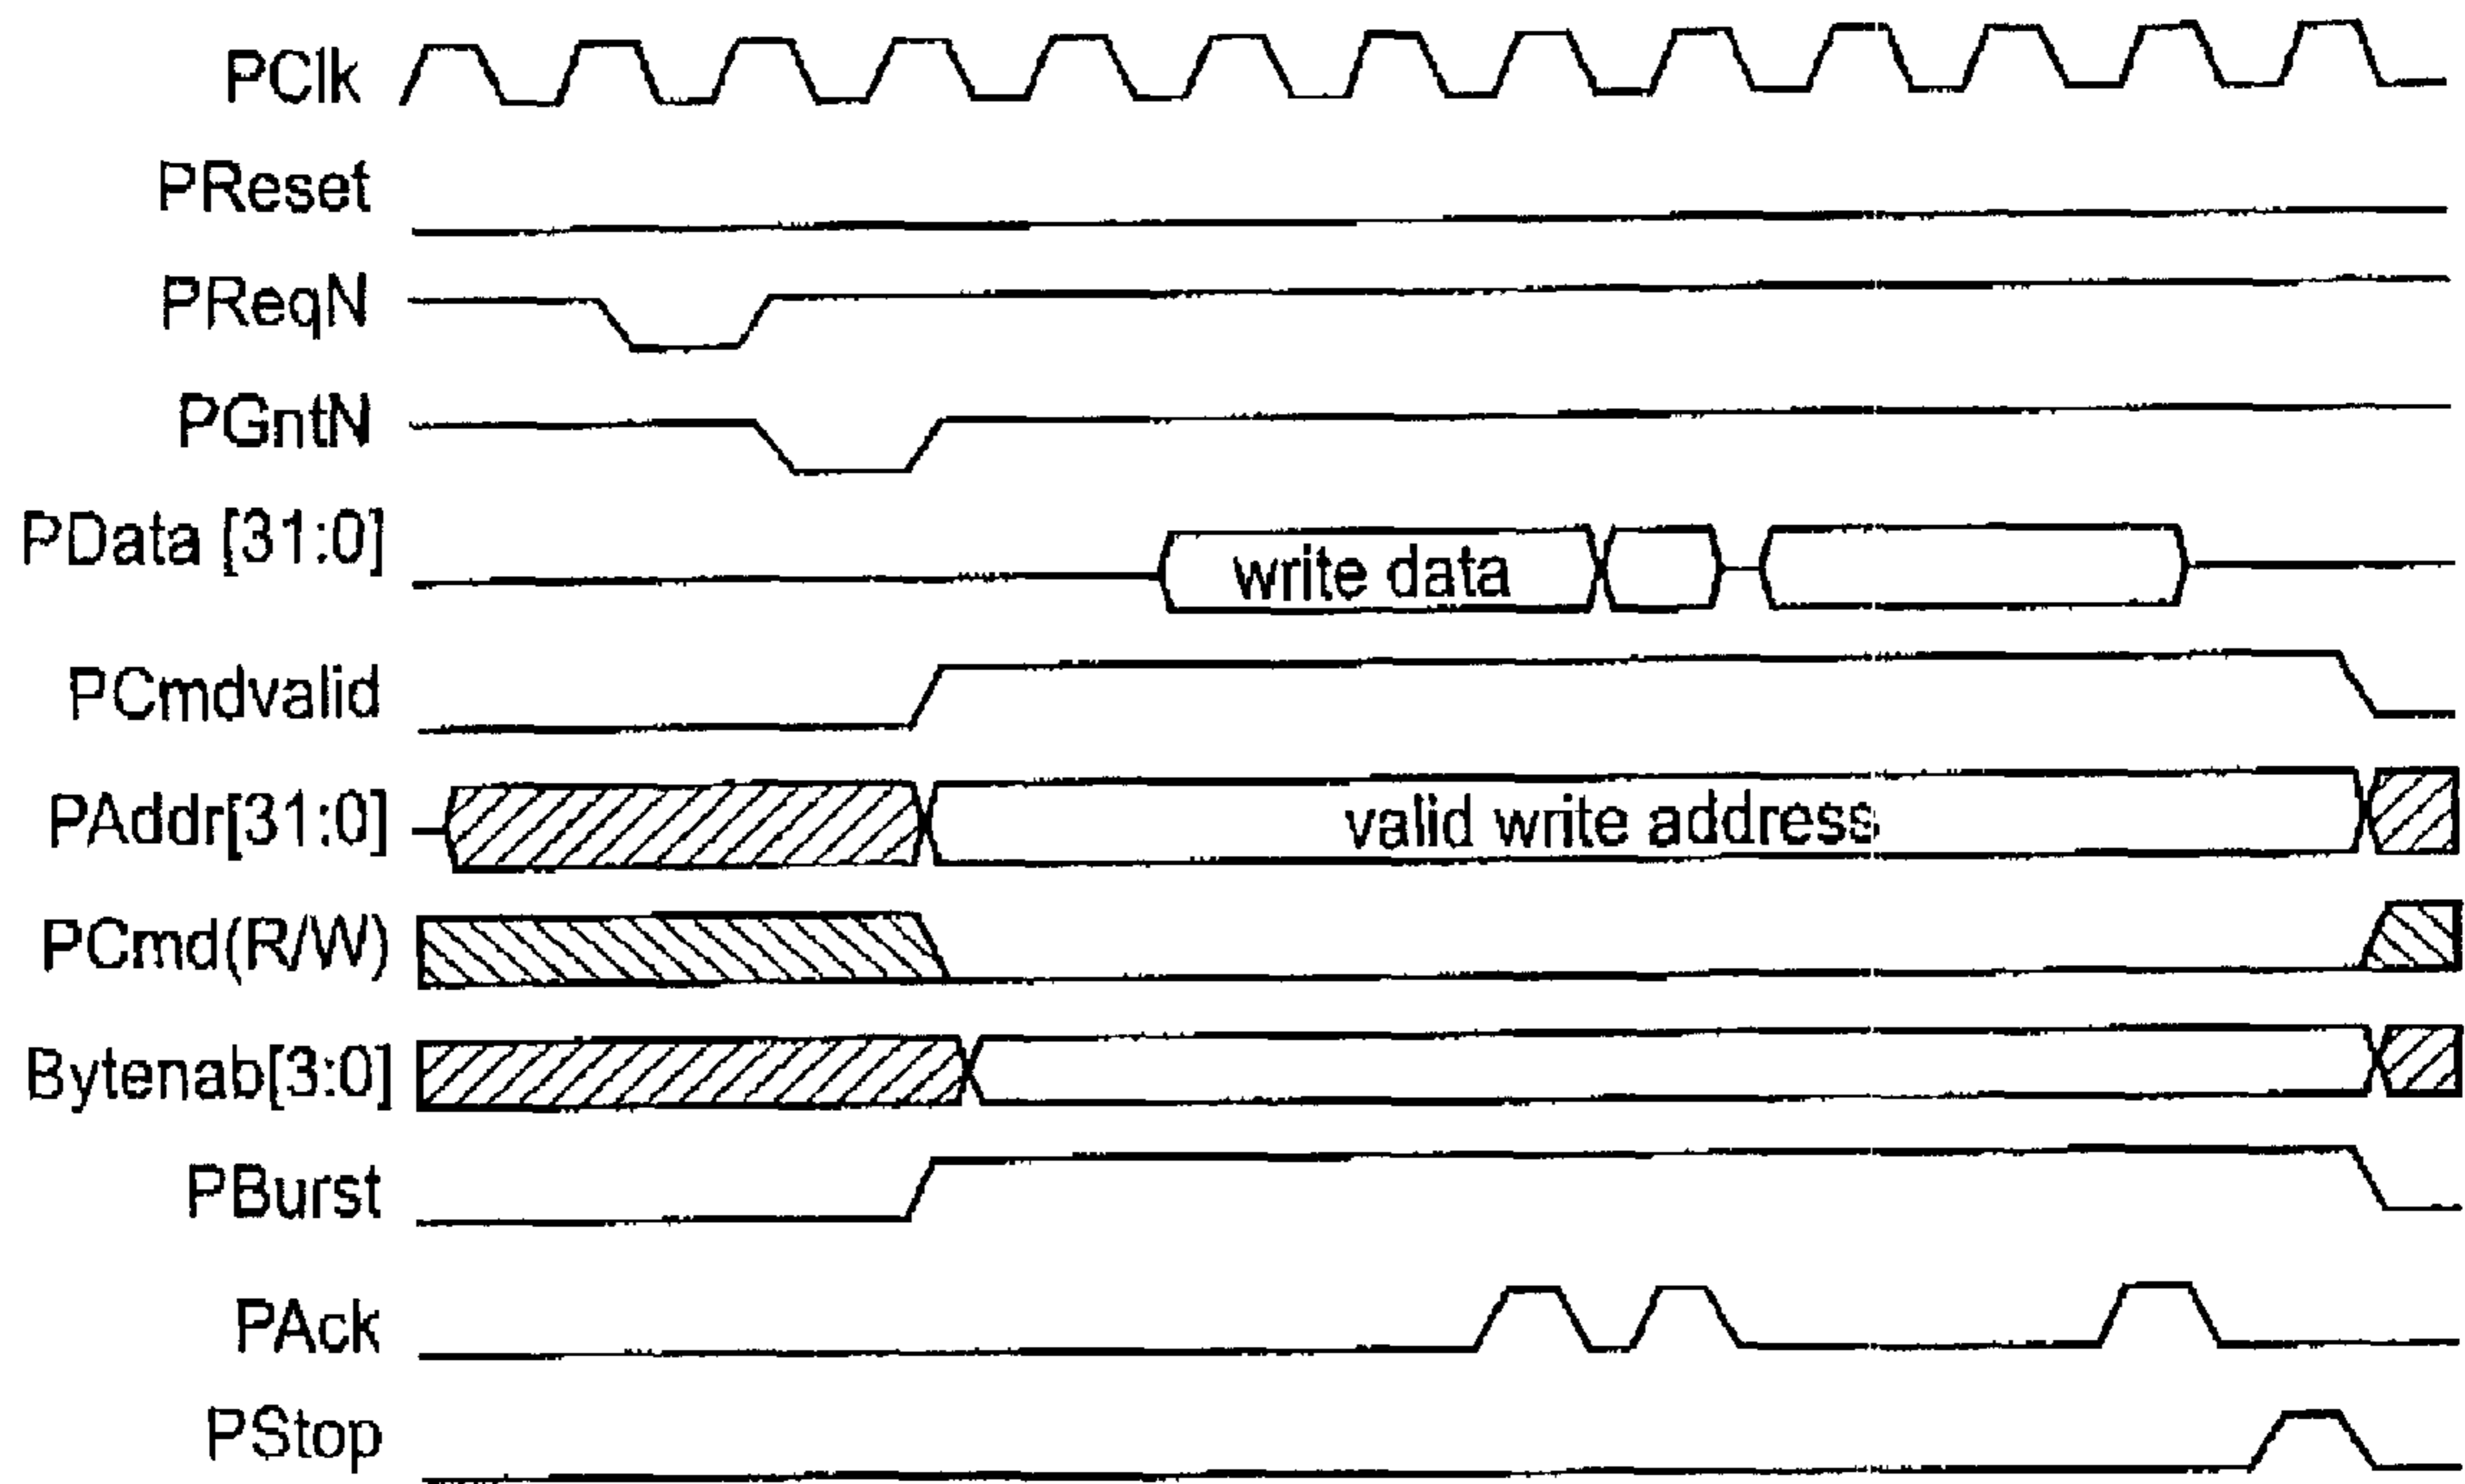 PClk
PReset
PReqN
PGntN
PData [31:0]
write data
PCmdvalid
PAddr[31:0]
valid write address
PCmd(R/W)
Bytenab[3:0]
PBurst
PAck
PStop